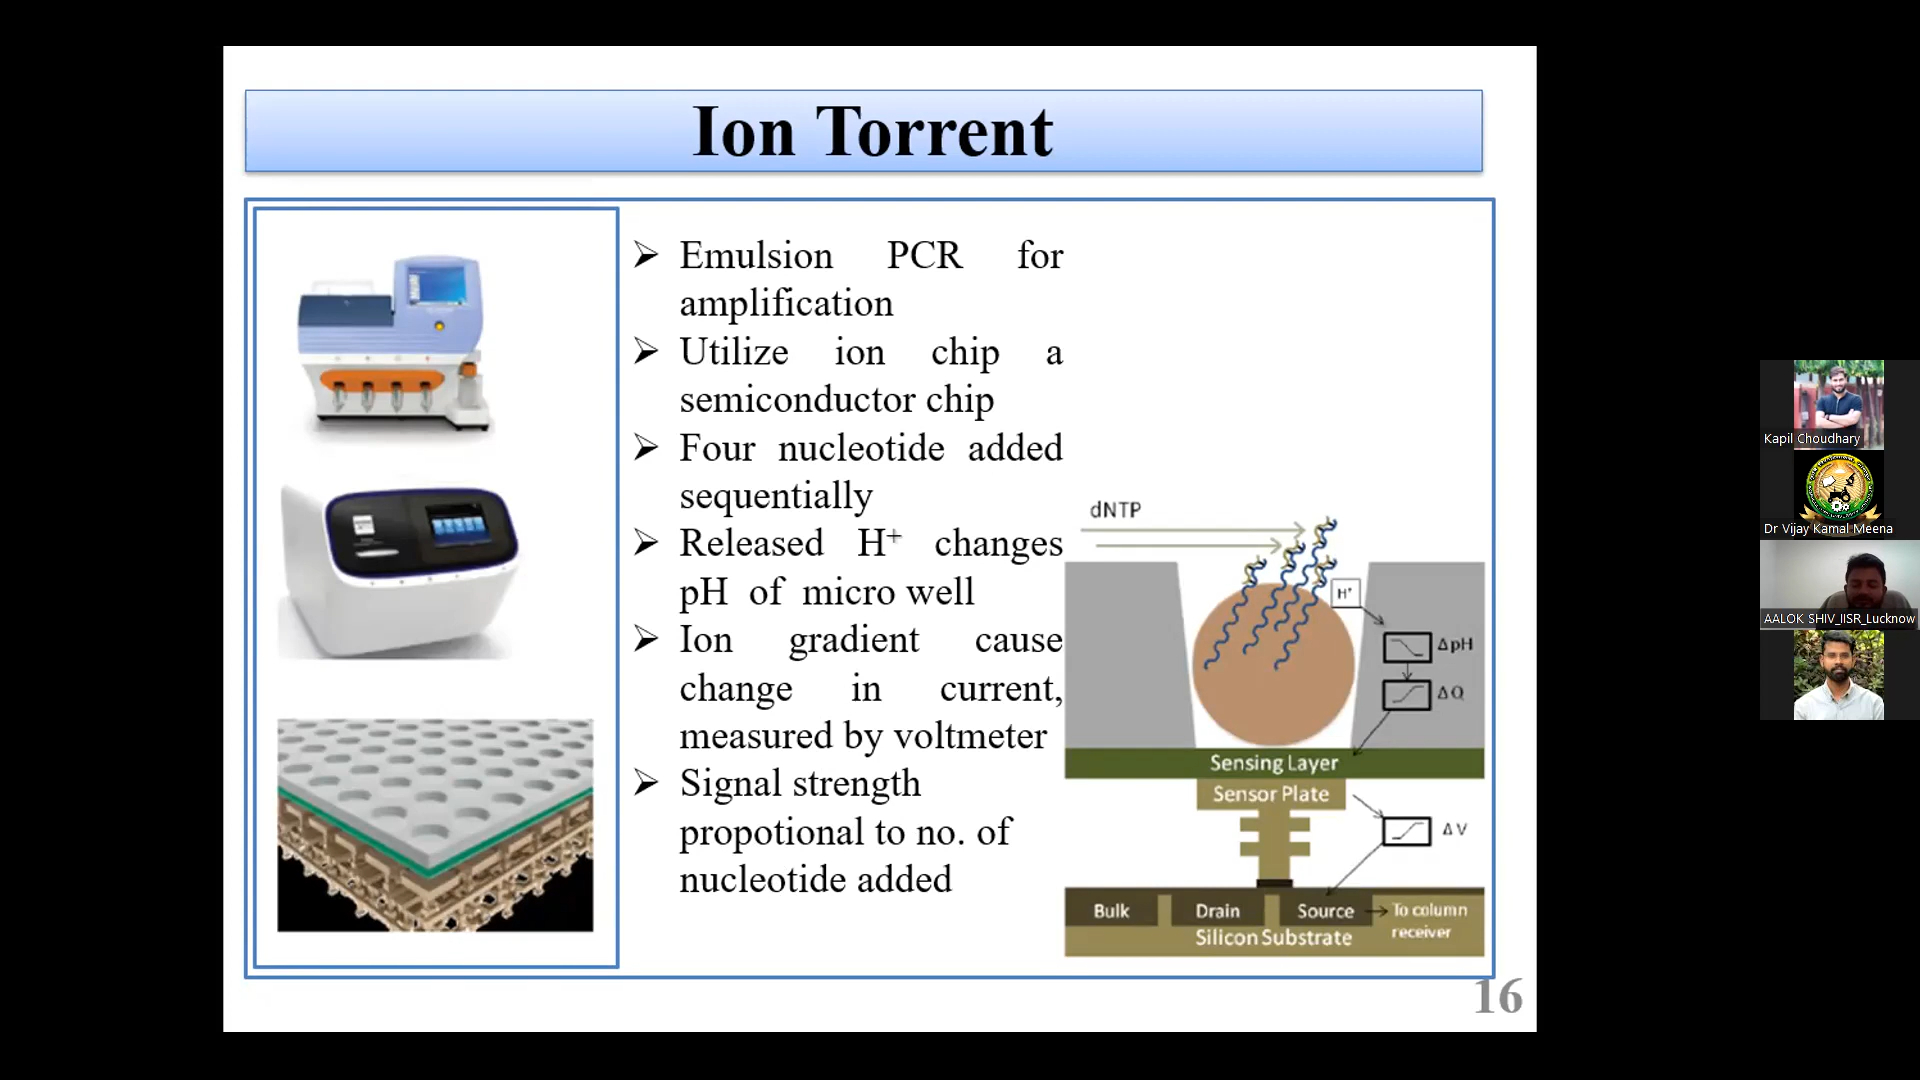 Ion Torrent
Emulsion PCR for
amplification
Utilize ion chip a
semiconductor chip
Four nucleotide added
sequentially
Released H⁺ changes
pH of micro well
Ion gradient cause
change in current,
measured by voltmeter
Signal strength
propotional to no. of
nucleotide added
dNTP
H⁺
ΔpH
ΔQ
Sensing Layer
Sensor Plate
ΔV
Bulk
Drain
Source
To column
receiver
Silicon Substrate
16
Kapil Choudhary
Dr Vijay Kamal Meena
AALOK SHIV_IISR_Lucknow